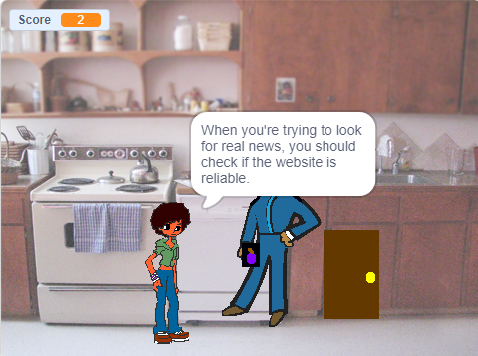 Score 2
When you're trying to look
for real news, you should
check if the website is
reliable.